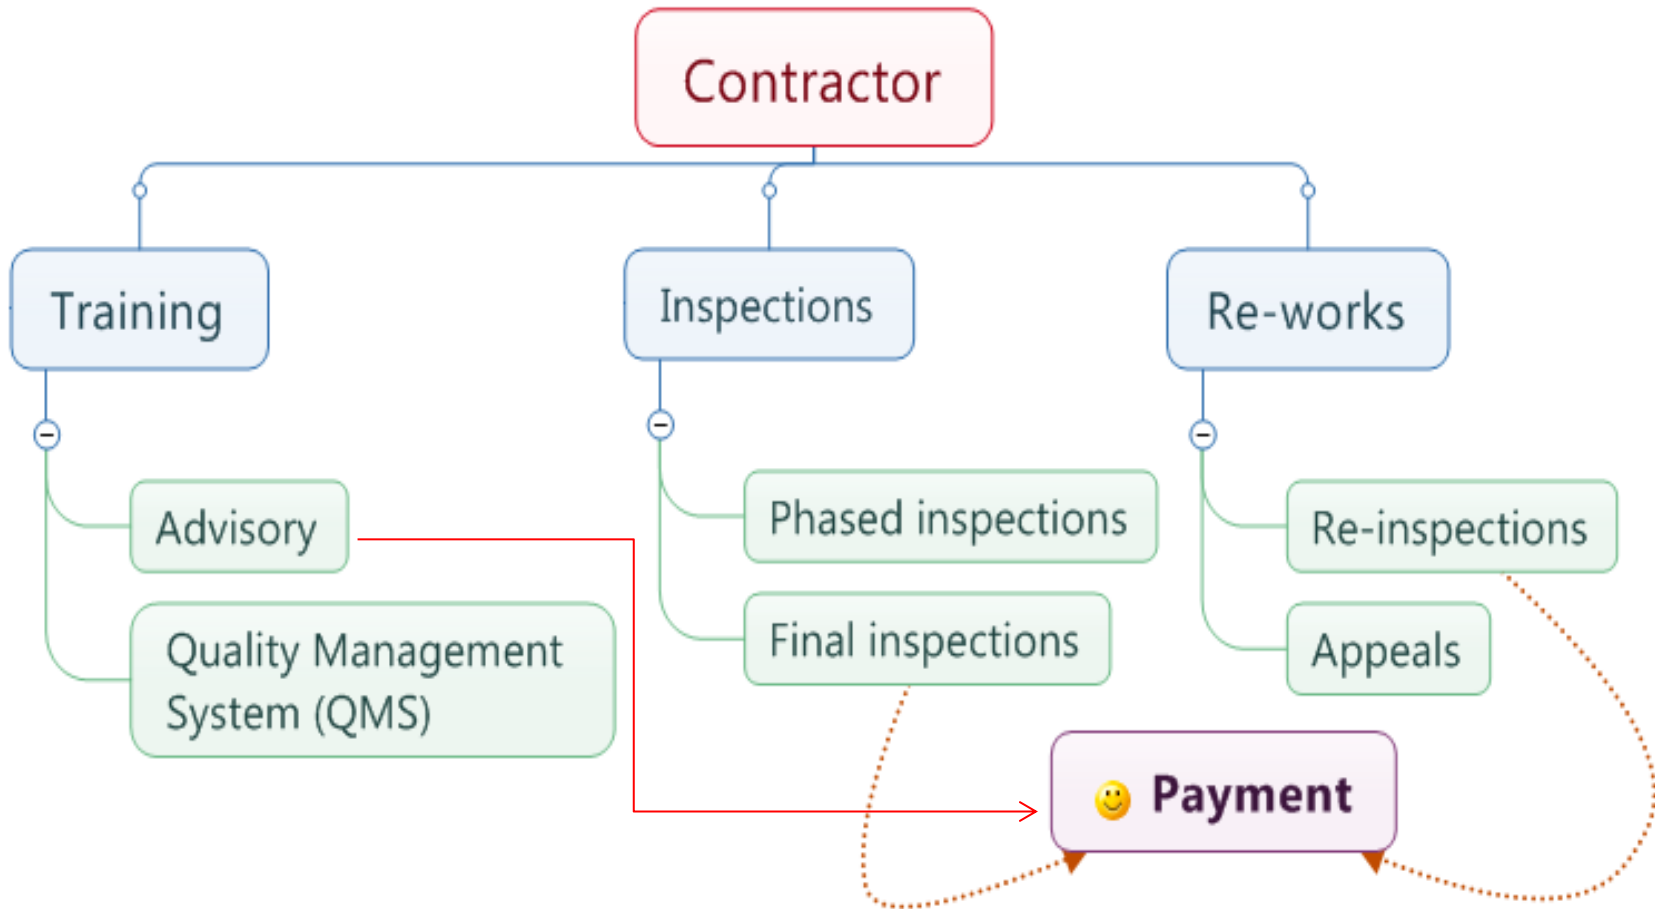 Contractor
Training
Inspections
Re-works
Advisory
Quality Management
System (QMS)
Phased inspections
Final inspections
Re-inspections
Appeals
Payment